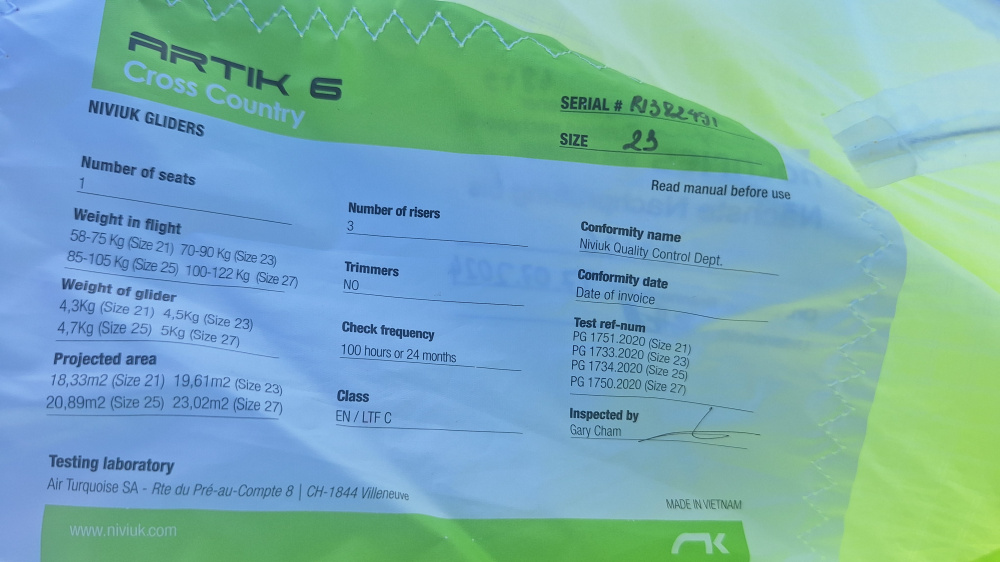 ARTIK 6
Cross Country
NIVIUK GLIDERS
SERIAL #
SIZE 23
Read manual before use
Number of seats
1
Weight in flight
58-75 Kg (Size 21) 70-90 Kg (Size 23)
85-105 Kg (Size 25) 100-122 Kg (Size 27)
Weight of glider
4,3Kg (Size 21) 4,5Kg (Size 23)
4,7Kg (Size 25) 5Kg (Size 27)
Projected area
18,33m2 (Size 21) 19,61m2 (Size 23)
20,89m2 (Size 25) 23,02m2 (Size 27)
Number of risers
3
Trimmers
NO
Check frequency
100 hours or 24 months
Class
EN / LTF C
Conformity name
Niviuk Quality Control Dept.
Conformity date
Date of invoice
Test ref-num
PG 1751.2020 (Size 21)
PG 1733.2020 (Size 23)
PG 1734.2020 (Size 25)
PG 1750.2020 (Size 27)
Inspected by
Gary Cham
Testing laboratory
Air Turquoise SA - Rte du Pré-au-Compte 8 | CH-1844 Villeneuve
MADE IN VIETNAM
www.niviuk.com